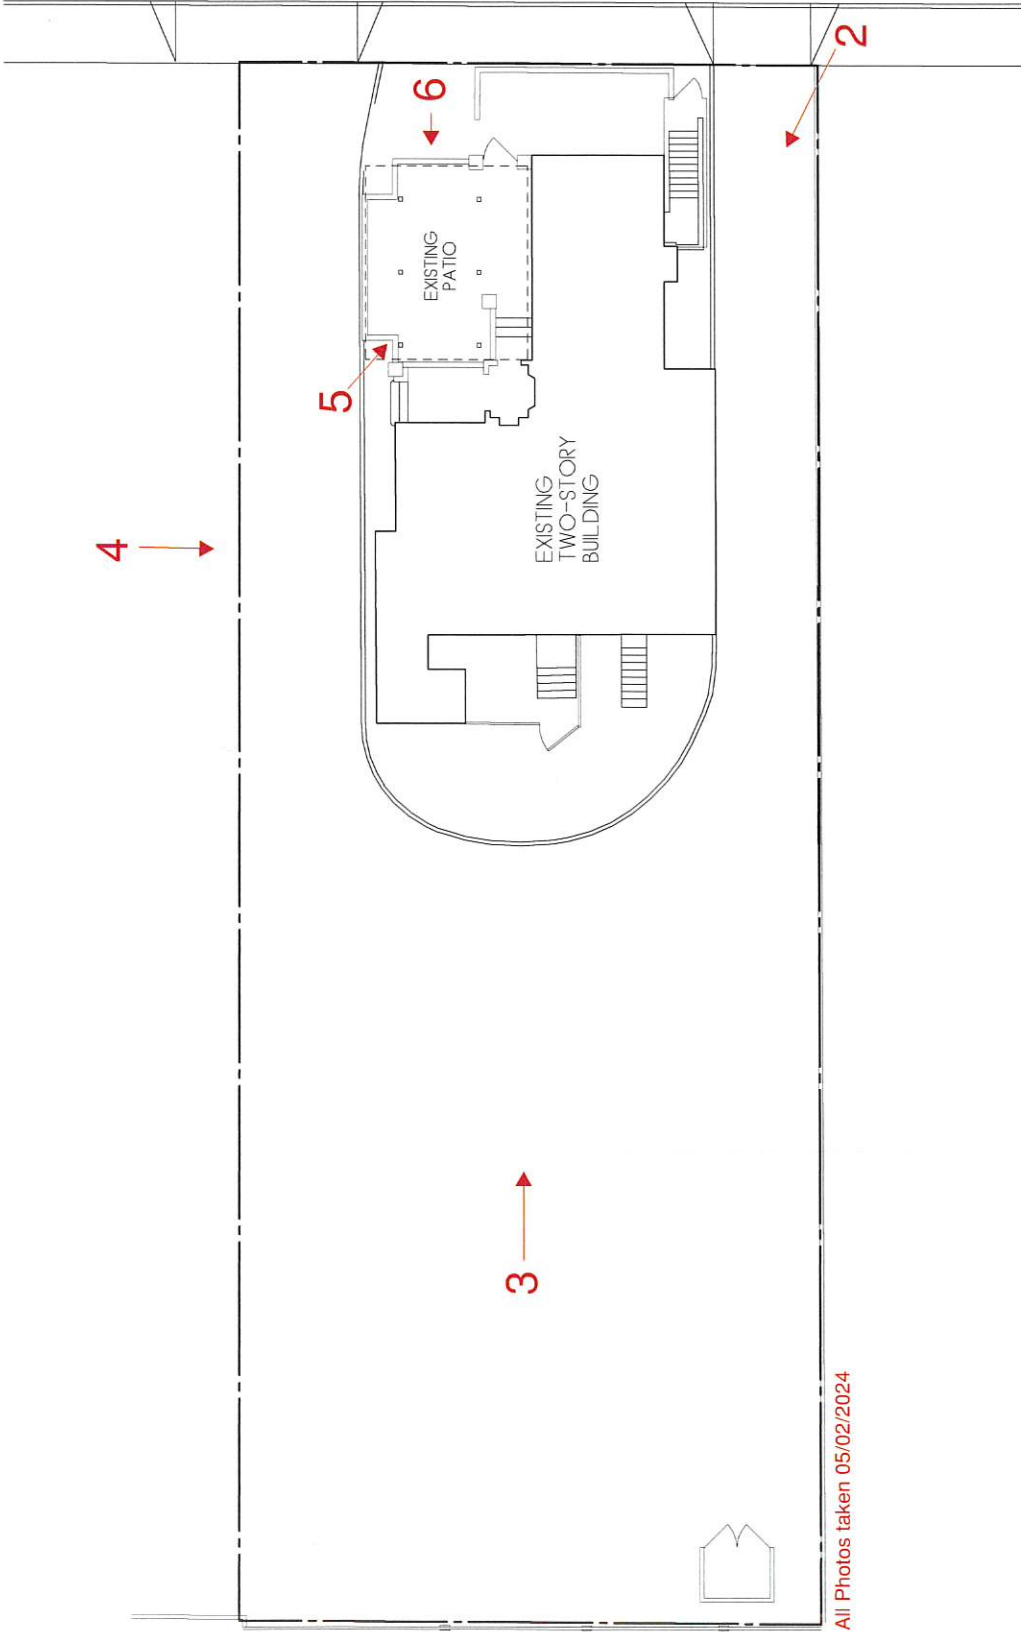 2
6
EXISTING
PATIO
5
4
EXISTING
TWO-STORY
BUILDING
3
All Photos taken 05/02/2024